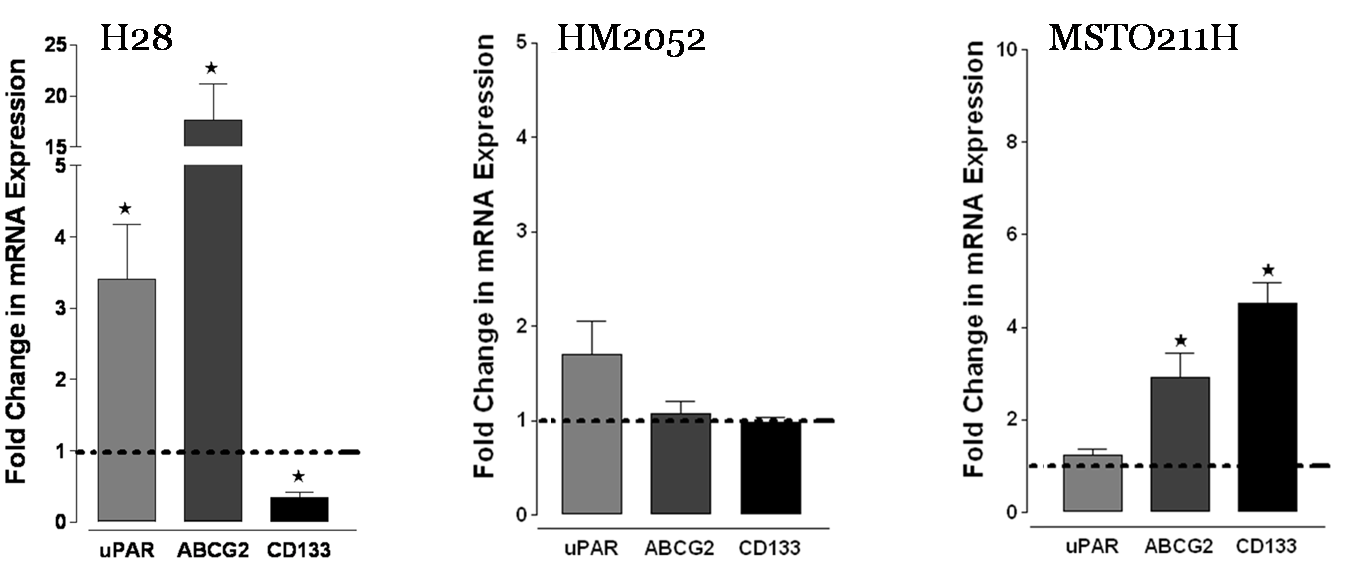 H28
Fold Change in mRNA Expression
25
20
15
5
4
3
2
1
0
★
★
★
uPAR ABCG2 CD133
HM2052
Fold Change in mRNA Expression
5
4
3
2
1
0
uPAR ABCG2 CD133
MSTO211H
Fold Change in mRNA Expression
10
8
6
4
2
0
★
★
uPAR ABCG2 CD133